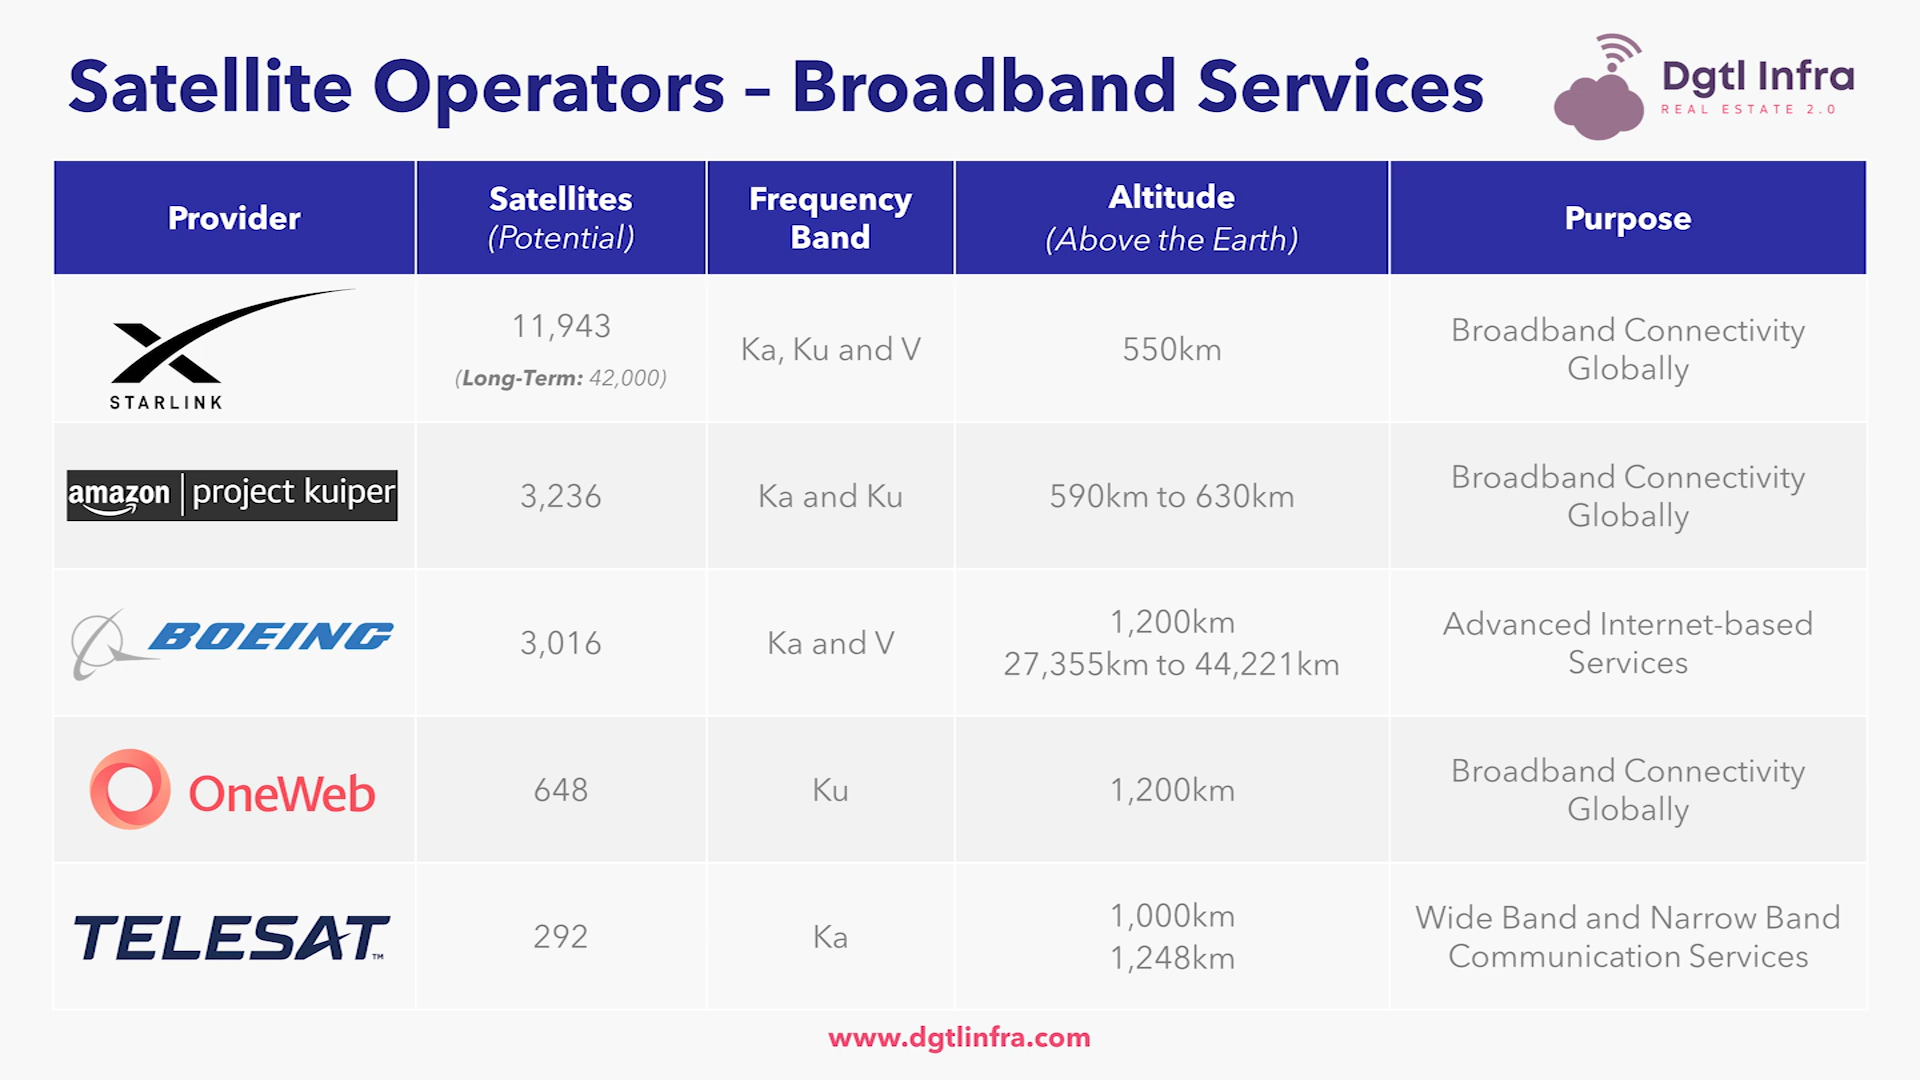 Satellite Operators – Broadband Services
Dgtl Infra
REAL ESTATE 2.0
Provider
Satellites
(Potential)
Frequency
Band
Altitude
(Above the Earth)
Purpose
STARLINK
11,943
(Long-Term: 42,000)
Ka, Ku and V
550km
Broadband Connectivity
Globally
amazon | project kuiper
3,236
Ka and Ku
590km to 630km
Broadband Connectivity
Globally
BOEING
3,016
Ka and V
1,200km
27,355km to 44,221km
Advanced Internet-based
Services
OneWeb
648
Ku
1,200km
Broadband Connectivity
Globally
TELESAT™
292
Ka
1,000km
1,248km
Wide Band and Narrow Band
Communication Services
www.dgtlinfra.com